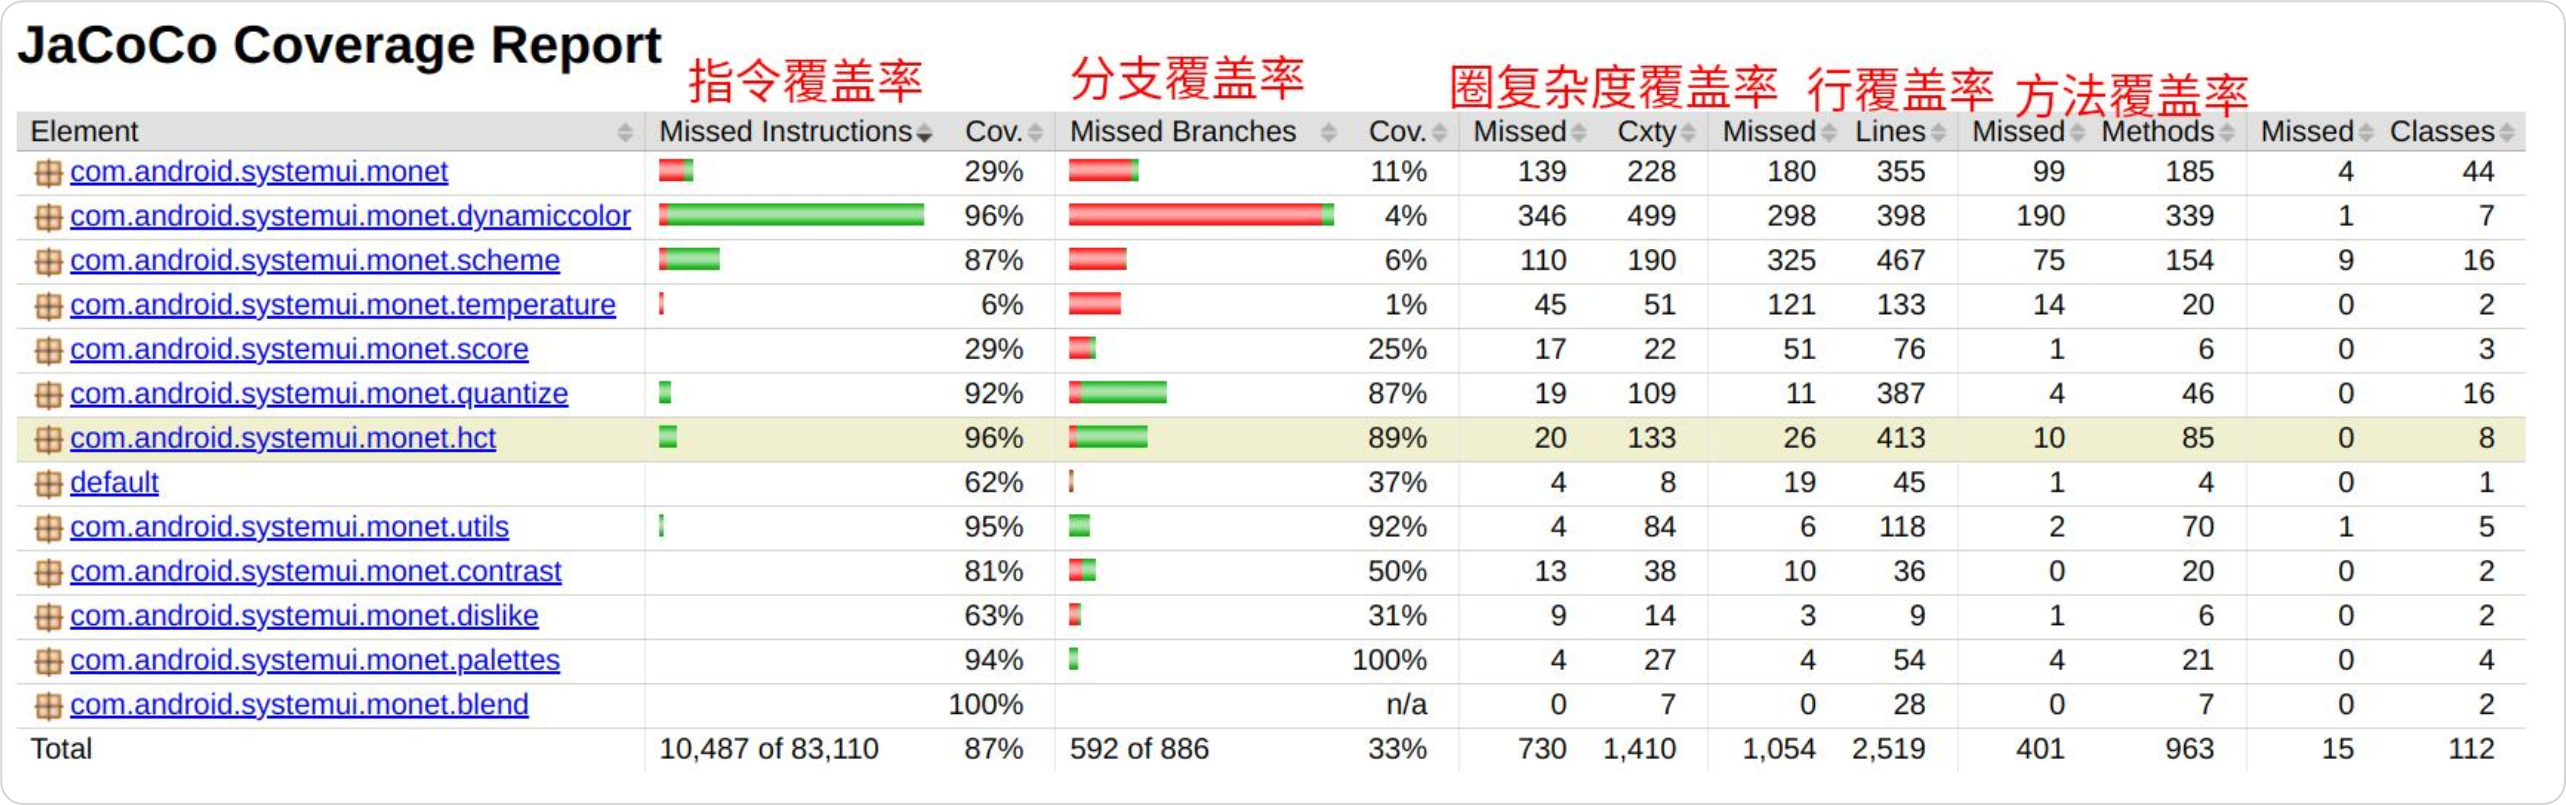 JaCoCo Coverage Report
指令覆盖率 分支覆盖率 圈复杂度覆盖率 行覆盖率 方法覆盖率
Element Missed Instructions Cov. Missed Branches Cov. Missed Cxty Missed Lines Missed Methods Missed Classes
com.android.systemui.monet 29% 11% 139 228 180 355 99 185 4 44
com.android.systemui.monet.dynamiccolor 96% 4% 346 499 298 398 190 339 1 7
com.android.systemui.monet.scheme 87% 6% 110 190 325 467 75 154 9 16
com.android.systemui.monet.temperature 6% 1% 45 51 121 133 14 20 0 2
com.android.systemui.monet.score 29% 25% 17 22 51 76 1 6 0 3
com.android.systemui.monet.quantize 92% 87% 19 109 11 387 4 46 0 16
com.android.systemui.monet.hct 96% 89% 20 133 26 413 10 85 0 8
default 62% 37% 4 8 19 45 1 4 0 1
com.android.systemui.monet.utils 95% 92% 4 84 6 118 2 70 1 5
com.android.systemui.monet.contrast 81% 50% 13 38 10 36 0 20 0 2
com.android.systemui.monet.dislike 63% 31% 9 14 3 9 1 6 0 2
com.android.systemui.monet.palettes 94% 100% 4 27 4 54 4 21 0 4
com.android.systemui.monet.blend 100% n/a 0 7 0 28 0 7 0 2
Total 10,487 of 83,110 87% 592 of 886 33% 730 1,410 1,054 2,519 401 963 15 112